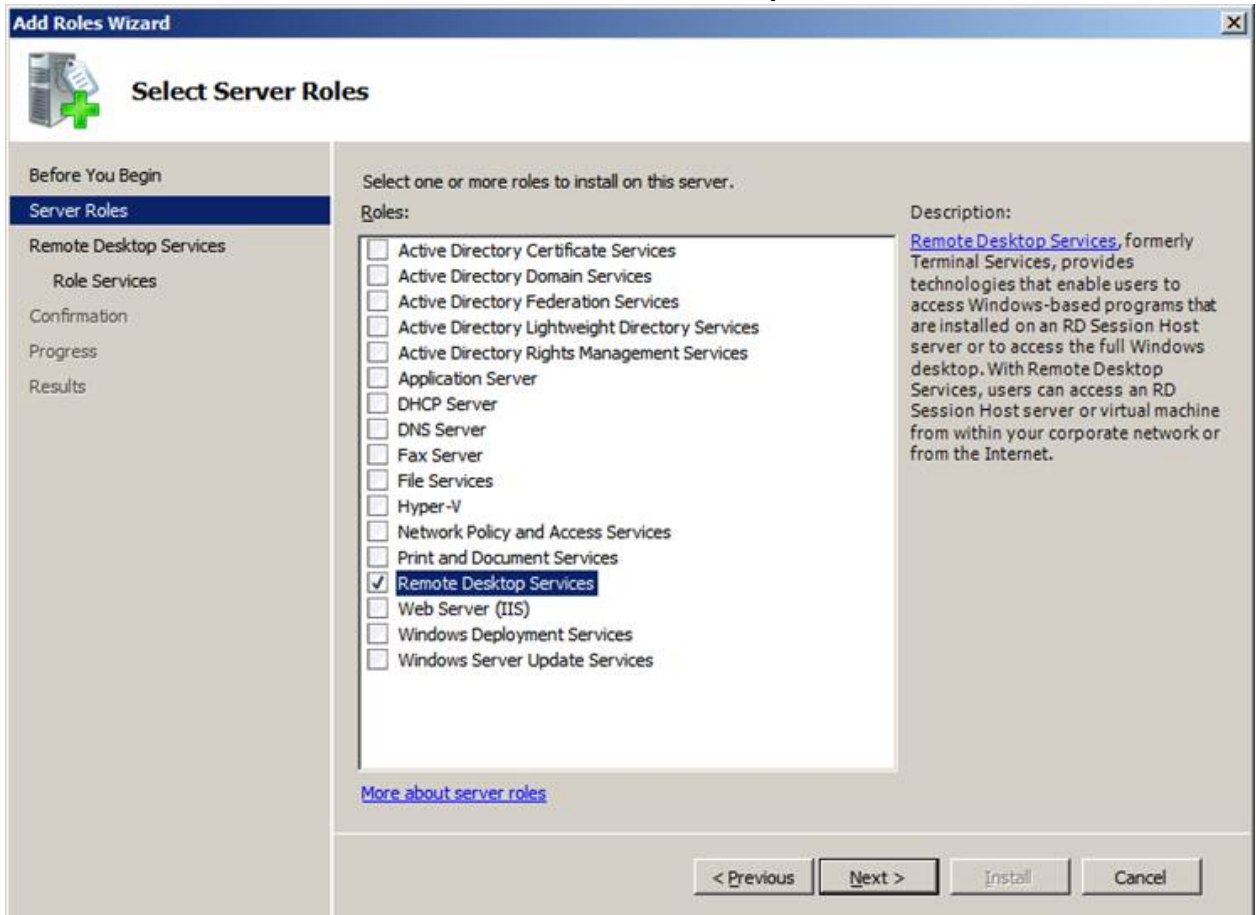 Add Roles Wizard
Select Server Roles
Before You Begin
Server Roles
Remote Desktop Services
Role Services
Confirmation
Progress
Results
Select one or more roles to install on this server.
Roles:
Active Directory Certificate Services
Active Directory Domain Services
Active Directory Federation Services
Active Directory Lightweight Directory Services
Active Directory Rights Management Services
Application Server
DHCP Server
DNS Server
Fax Server
File Services
Hyper-V
Network Policy and Access Services
Print and Document Services
Remote Desktop Services
Web Server (IIS)
Windows Deployment Services
Windows Server Update Services
More about server roles
Description:
Remote Desktop Services, formerly
Terminal Services, provides
technologies that enable users to
access Windows-based programs that
are installed on an RD Session Host
server or to access the full Windows
desktop. With Remote Desktop
Services, users can access an RD
Session Host server or virtual machine
from within your corporate network or
from the Internet.
< Previous
Next >
Install
Cancel